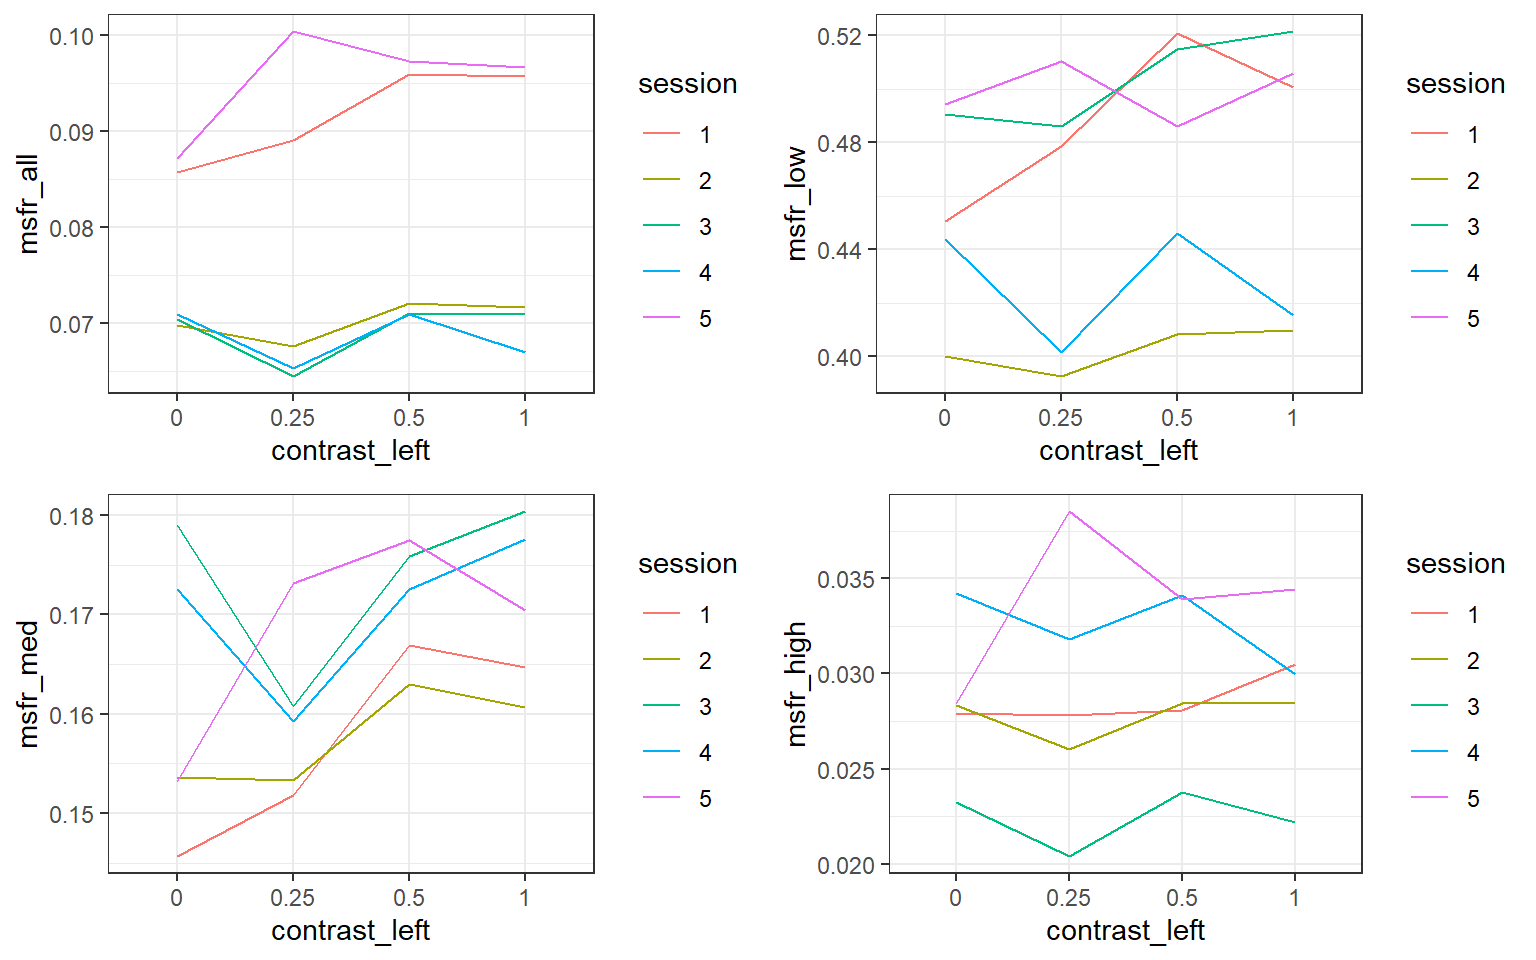 msfr_all
0.10
0.09
0.08
0.07
0 0.25 0.5 1
contrast_left
session
1
2
3
4
5
msfr_low
0.52
0.48
0.44
0.40
0 0.25 0.5 1
contrast_left
session
1
2
3
4
5
msfr_med
0.18
0.17
0.16
0.15
0 0.25 0.5 1
contrast_left
session
1
2
3
4
5
msfr_high
0.035
0.030
0.025
0.020
0 0.25 0.5 1
contrast_left
session
1
2
3
4
5